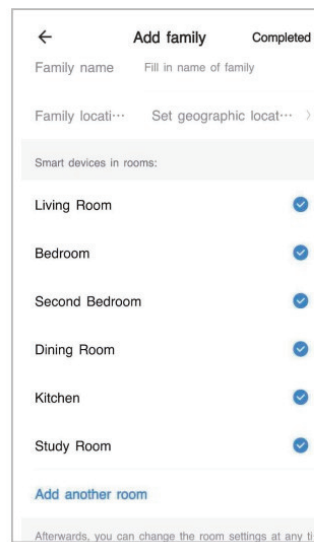 Add family Completed
Family name Fill in name of family
Family locati··· Set geographic locat···
Smart devices in rooms:
Living Room
Bedroom
Second Bedroom
Dining Room
Kitchen
Study Room
Add another room
Afterwards, you can change the room settings at any ti